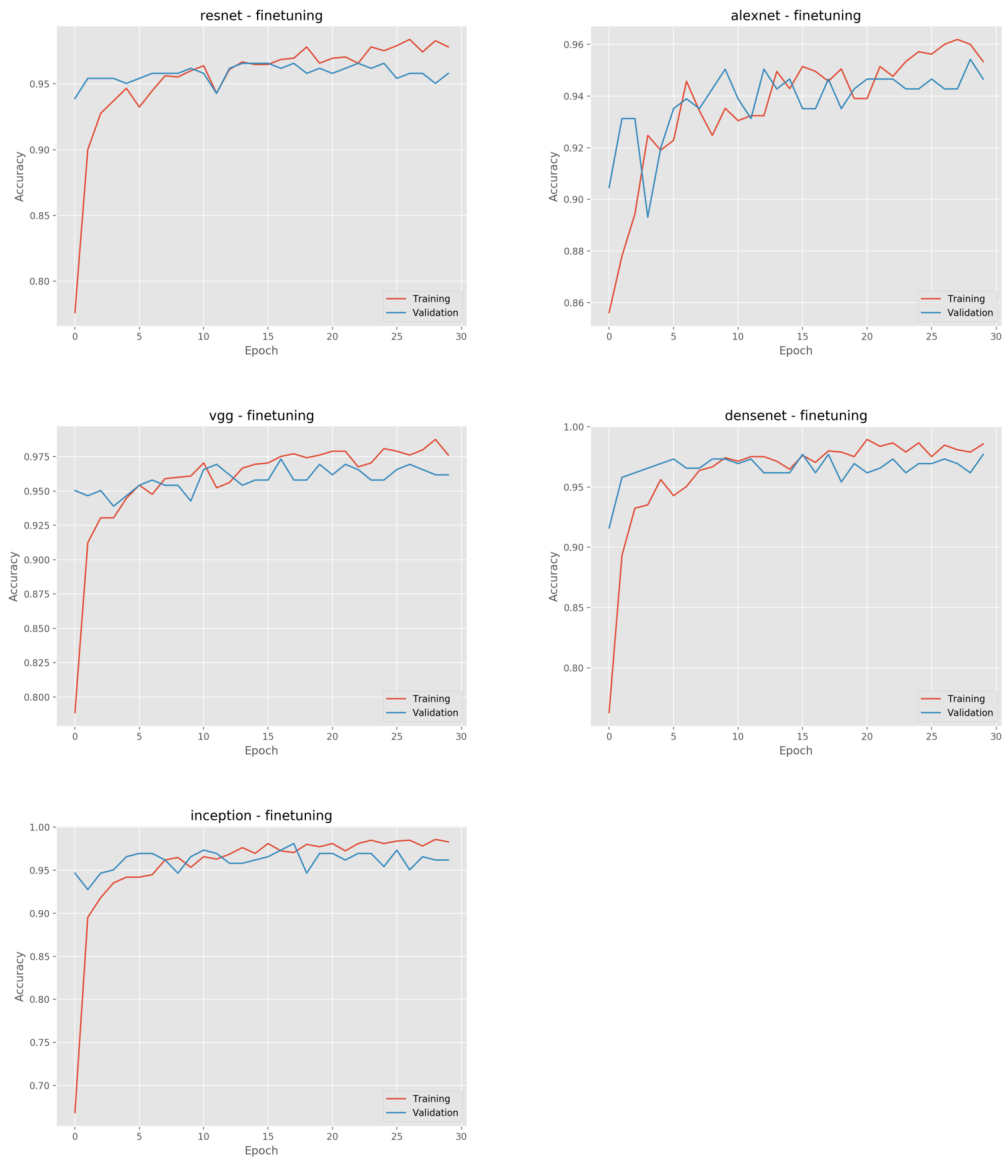 resnet - finetuning
0.95
0.90
0.85
0.80
Accuracy
Training
Validation
0 5 10 15 20 25 30
Epoch
alexnet - finetuning
0.96
0.94
0.92
0.90
0.88
0.86
Accuracy
Training
Validation
0 5 10 15 20 25 30
Epoch
vgg - finetuning
0.975
0.950
0.925
0.900
0.875
0.850
0.825
0.800
Accuracy
Training
Validation
0 5 10 15 20 25 30
Epoch
densenet - finetuning
1.00
0.95
0.90
0.85
0.80
Accuracy
Training
Validation
0 5 10 15 20 25 30
Epoch
inception - finetuning
1.00
0.95
0.90
0.85
0.80
0.75
0.70
Accuracy
Training
Validation
0 5 10 15 20 25 30
Epoch